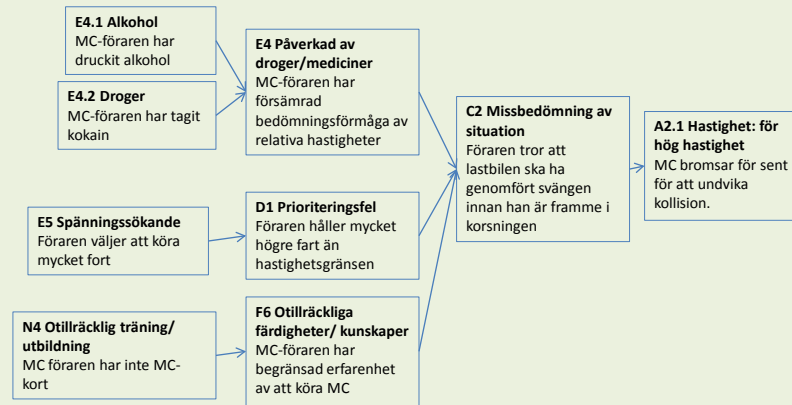 E4.1 Alkohol
MC-föraren har
druckit alkohol
E4.2 Droger
MC-föraren har tagit
kokain
E5 Spänningssökande
Föraren väljer att köra
mycket fort
N4 Otillräcklig träning/
utbildning
MC föraren har inte MC-
kort
E4 Påverkad av
droger/mediciner
MC-föraren har
försämrad
bedömningsförmåga av
relativa hastigheter
D1 Prioriteringsfel
Föraren håller mycket
högre fart än
hastighetsgränsen
F6 Otillräckliga
färdigheter/ kunskaper
MC-föraren har
begränsad erfarenhet
av att köra MC
C2 Missbedömning av
situation
Föraren tror att
lastbilen ska ha
genomfört svängen
innan han är framme i
korsningen
A2.1 Hastighet: för
hög hastighet
MC bromsar för sent
för att undvika
kollision.